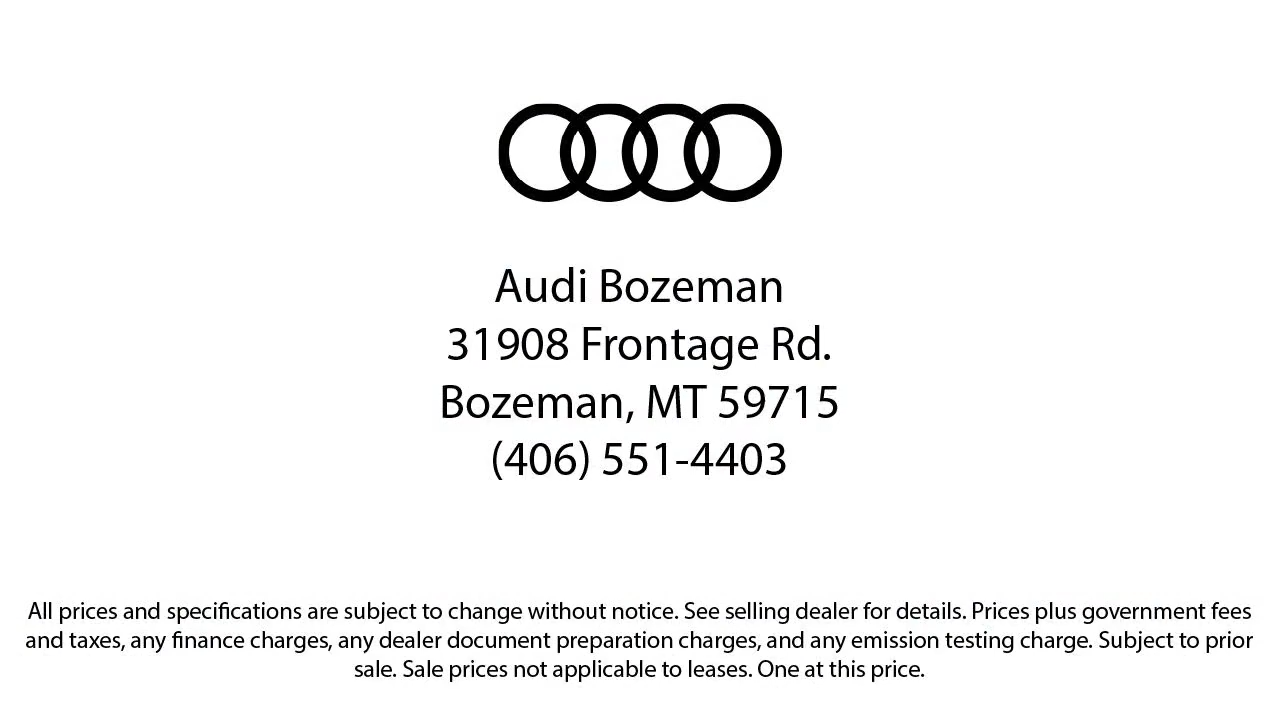 Audi Bozeman
31908 Frontage Rd.
Bozeman, MT 59715
(406) 551-4403
All prices and specifications are subject to change without notice. See selling dealer for details. Prices plus government fees
and taxes, any finance charges, any dealer document preparation charges, and any emission testing charge. Subject to prior
sale. Sale prices not applicable to leases. One at this price.